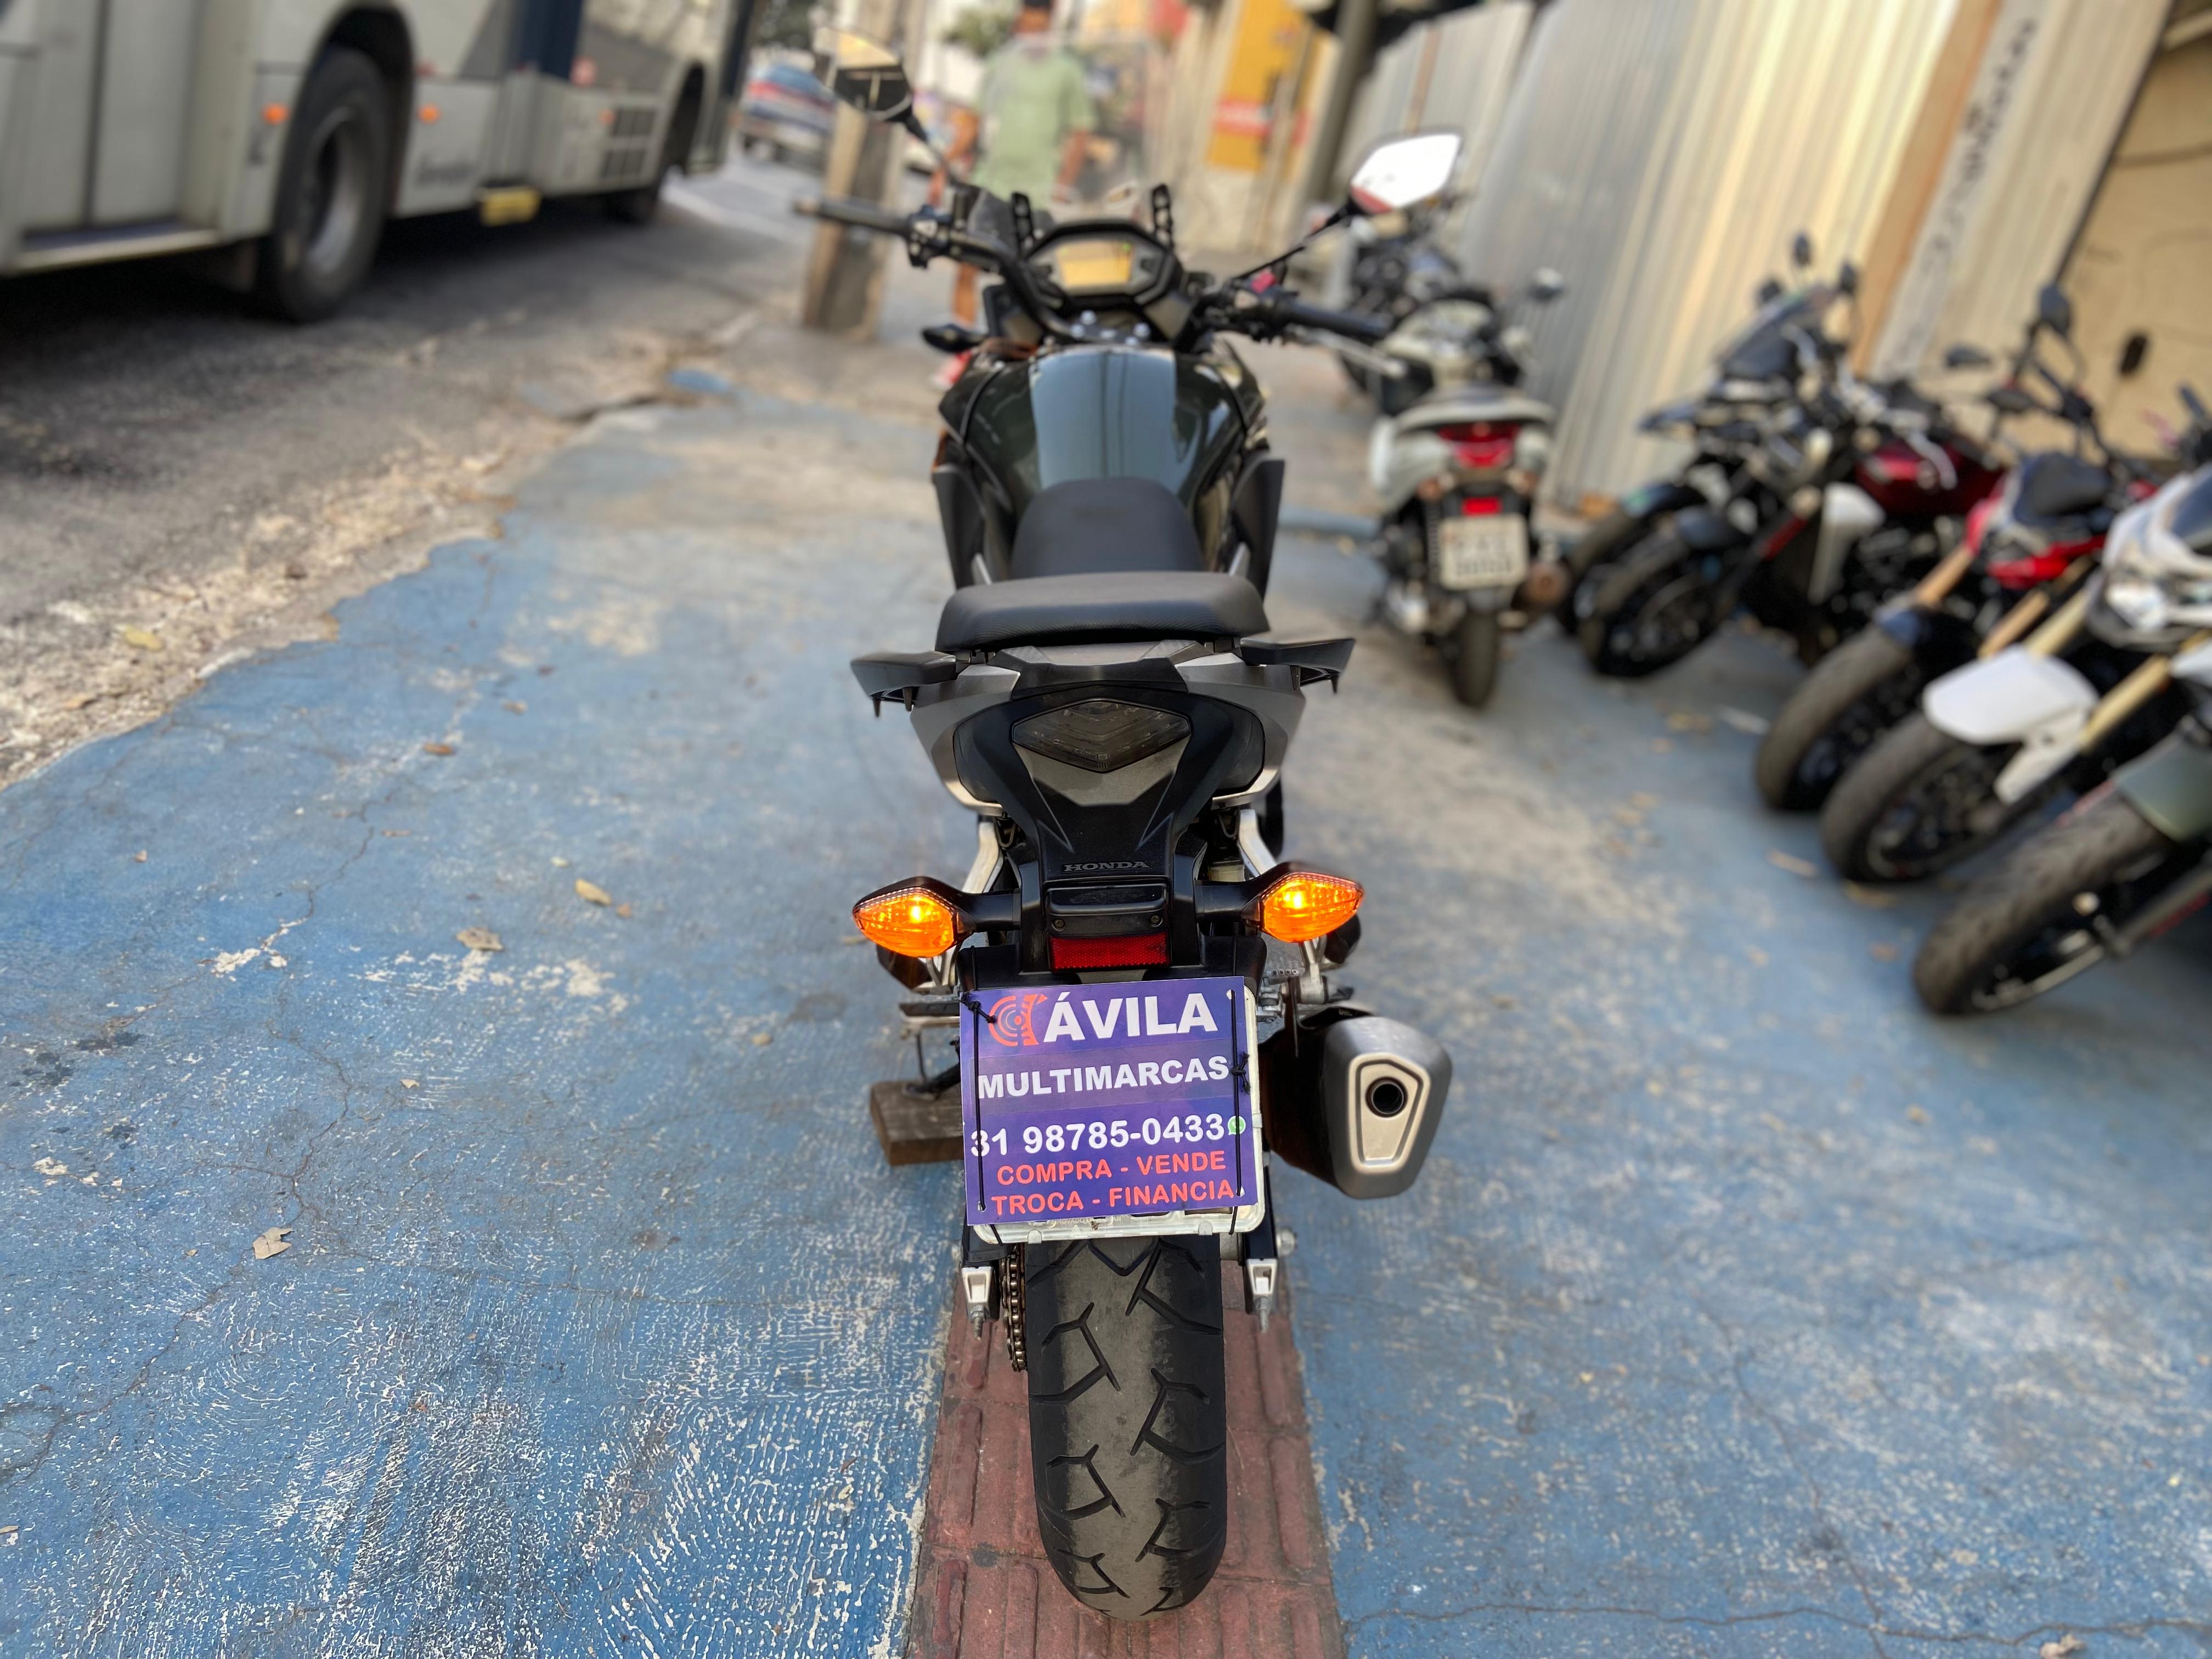 HONDA
ÁVILA
MULTIMARCAS
31 98785-0433
COMPRA - VENDE
TROCA - FINANCIA